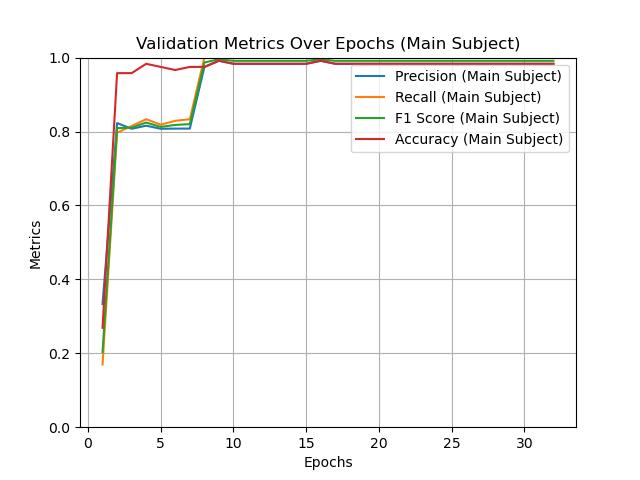 Validation Metrics Over Epochs (Main Subject)
1.0
0.8
0.6
0.4
0.2
0.0
Metrics
Precision (Main Subject)
Recall (Main Subject)
F1 Score (Main Subject)
Accuracy (Main Subject)
0 5 10 15 20 25 30
Epochs